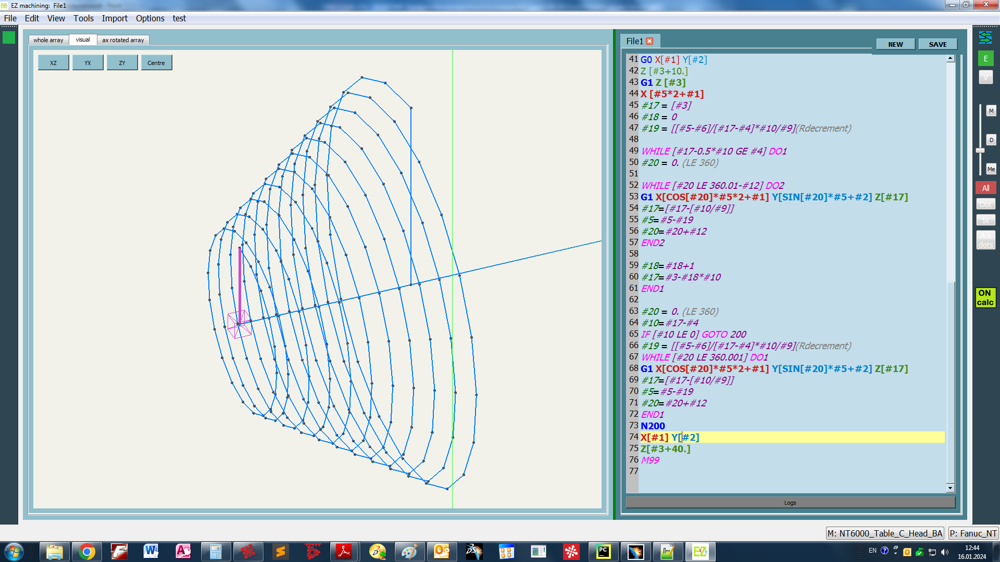 EZ machining: File1
File Edit View Tools Import Options test
whole array visual ax rotated array
XZ YX ZY Centre
File1
NEW SAVE
41 G0 X[#1] Y[#2]
42 Z [#3+10.]
43 G1 Z [#3]
44 X [#5*2+#1]
45 #17 = [#3]
46 #18 = 0
47 #19 = [[#5-#6]/[#17-#4]*#10/#9](Rdecrement)
48
49 WHILE [#17-0.5*#10 GE #4] DO1
50 #20 = 0. (LE 360)
51
52 WHILE [#20 LE 360.01-#12] DO2
53 G1 X[COS[#20]*#5*2+#1] Y[SIN[#20]*#5+#2] Z[#17]
54 #17=[#17-[#10/#9]]
55 #5=#5-#19
56 #20=#20+#12
57 END2
58
59 #18=#18+1
60 #17=#3-#18*#10
61 END1
62
63 #20 = 0. (LE 360)
64 #10=#17-#4
65 IF [#10 LE 0] GOTO 200
66 #19 = [[#5-#6]/[#17-#4]*#10/#9](Rdecrement)
67 WHILE [#20 LE 360.001] DO1
68 G1 X[COS[#20]*#5*2+#1] Y[SIN[#20]*#5+#2] Z[#17]
69 #17=[#17-[#10/#9]]
70 #5=#5-#19
71 #20=#20+#12
72 END1
73 N200
74 X[#1] Y[#2]
75 Z[#3+40.]
76 M99
77
Logs
E
V
M
D
Me
All
Dot
St
Ark
dots
ON
calc
M: NT6000_Table_C_Head_BA P: Fanuc_NT
EN
12:44
16.01.2024